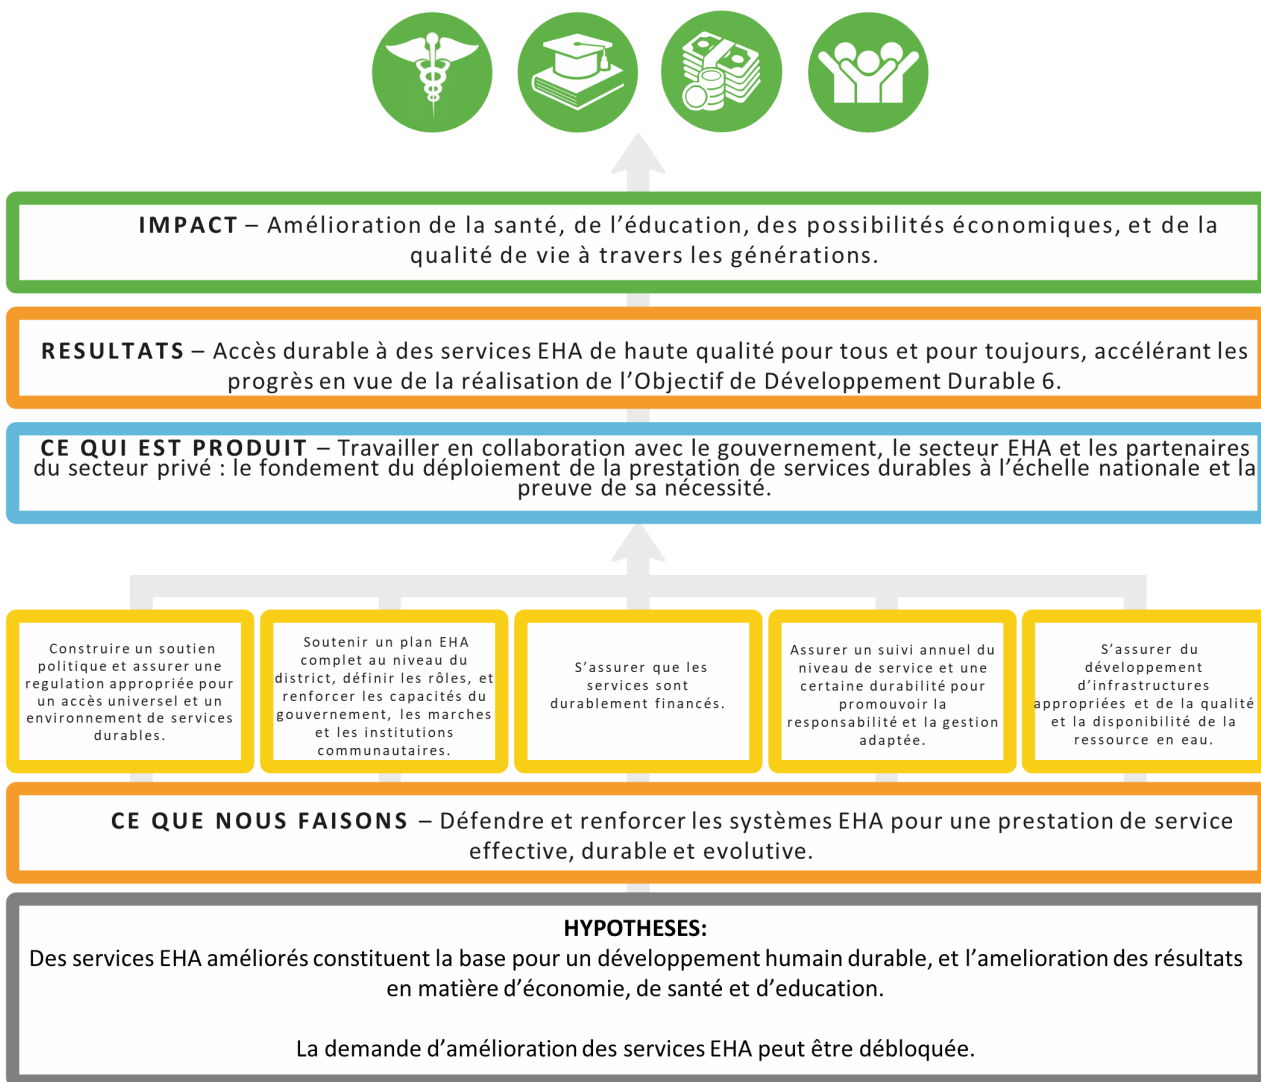 IMPACT – Amélioration de la santé, de l’éducation, des possibilités économiques, et de la
qualité de vie à travers les générations.
RESULTATS – Accès durable à des services EHA de haute qualité pour tous et pour toujours, accélérant les
progrès en vue de la réalisation de l’Objectif de Développement Durable 6.
CE QUI EST PRODUIT – Travailler en collaboration avec le gouvernement, le secteur EHA et les partenaires
du secteur privé : le fondement du déploiement de la prestation de services durables à l’échelle nationale et la
preuve de sa nécessité.
Construire un soutien
politique et assurer une
regulation appropriée pour
un accès universel et un
environnement de services
durables.
Soutenir un plan EHA
complet au niveau du
district, définir les rôles, et
renforcer les capacités du
gouvernement, les marches
et les institutions
communautaires.
S’assurer que les
services sont
durablement financés.
Assurer un suivi annuel du
niveau de service et une
certaine durabilité pour
promouvoir la
responsabilité et la gestion
adaptée.
S’assurer du
développement
d’infrastructures
appropriées et de la qualité
et la disponibilité de la
ressource en eau.
CE QUE NOUS FAISONS – Défendre et renforcer les systèmes EHA pour une prestation de service
effective, durable et evolutive.
HYPOTHESES:
Des services EHA améliorés constituent la base pour un développement humain durable, et l’amelioration des résultats
en matière d’économie, de santé et d’education.
La demande d’amélioration des services EHA peut être débloquée.